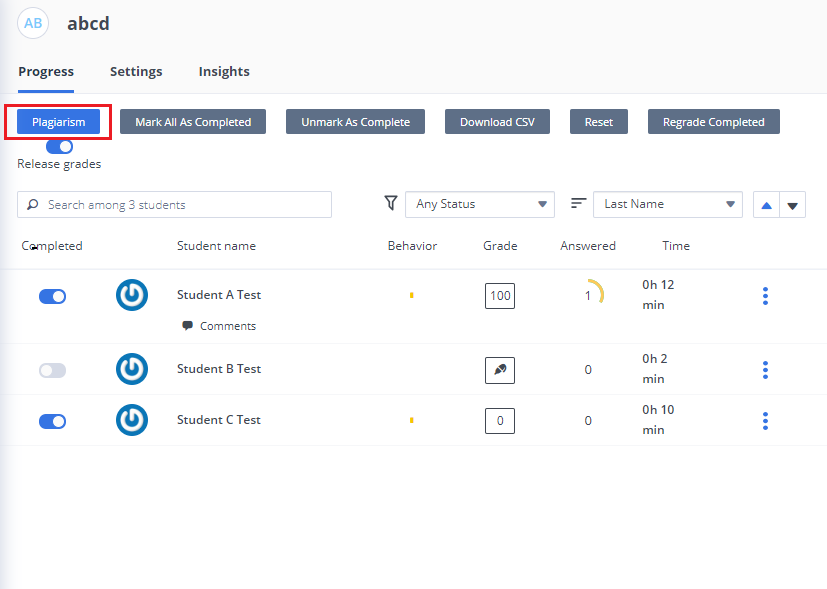 AB abcd
Progress Settings Insights
Plagiarism Mark All As Completed Unmark As Complete Download CSV Reset Regrade Completed
Release grades
Search among 3 students Any Status Last Name
Completed Student name Behavior Grade Answered Time
Student A Test 100 1 0h 12
min
Comments
Student B Test 0 0h 2
min
Student C Test 0 0 0h 10
min